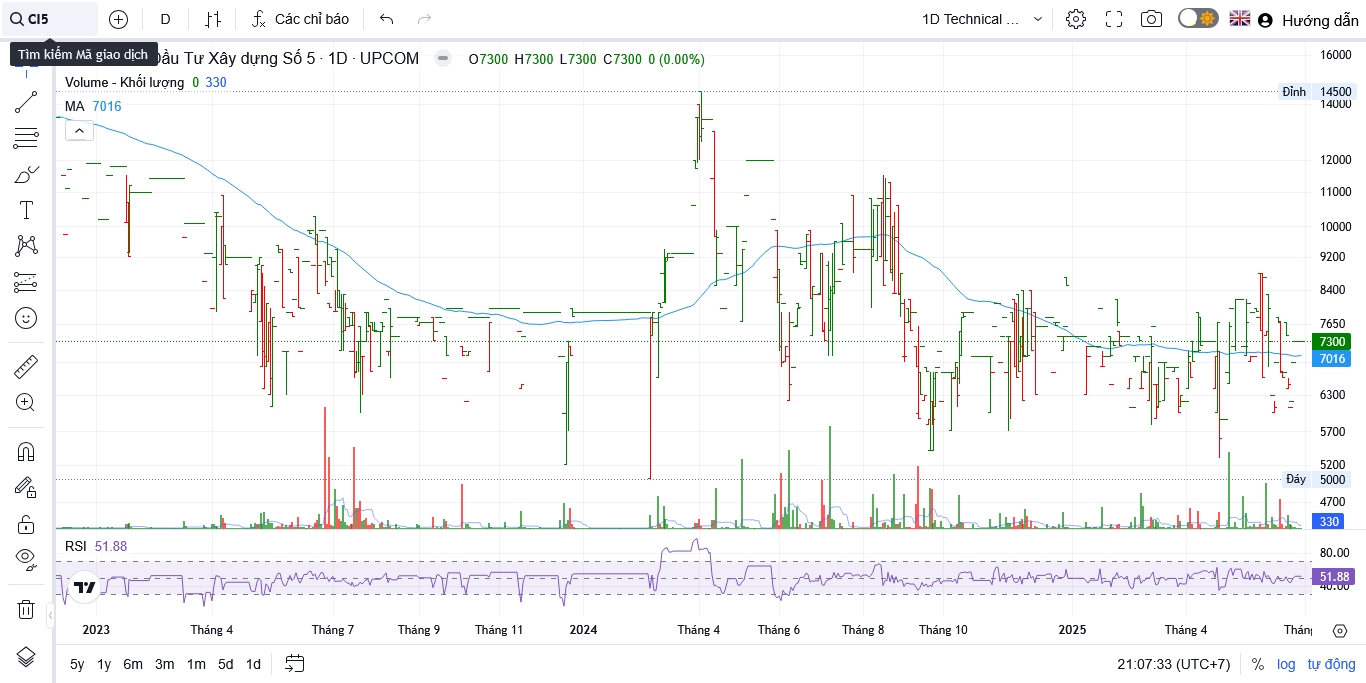 CI5 D Các chỉ báo 1D Technical ... Hướng dẫn
Tìm kiếm Mã giao dịch
Đầu Tư Xây dựng Số 5 · 1D · UPCOM O7300 H7300 L7300 C7300 0 (0.00%)
Volume - Khối lượng 0 330
MA 7016
16000
Đỉnh 14500
14000
12000
11000
10000
9200
8400
7650
7300
7016
6300
5700
5200
Đáy 5000
4700
330
RSI 51.88
80.00
51.88
40.00
2023 Tháng 4 Tháng 7 Tháng 9 Tháng 11 2024 Tháng 4 Tháng 6 Tháng 8 Tháng 10 2025 Tháng 4 Tháng
5y 1y 6m 3m 1m 5d 1d 21:07:33 (UTC+7) % log tự động